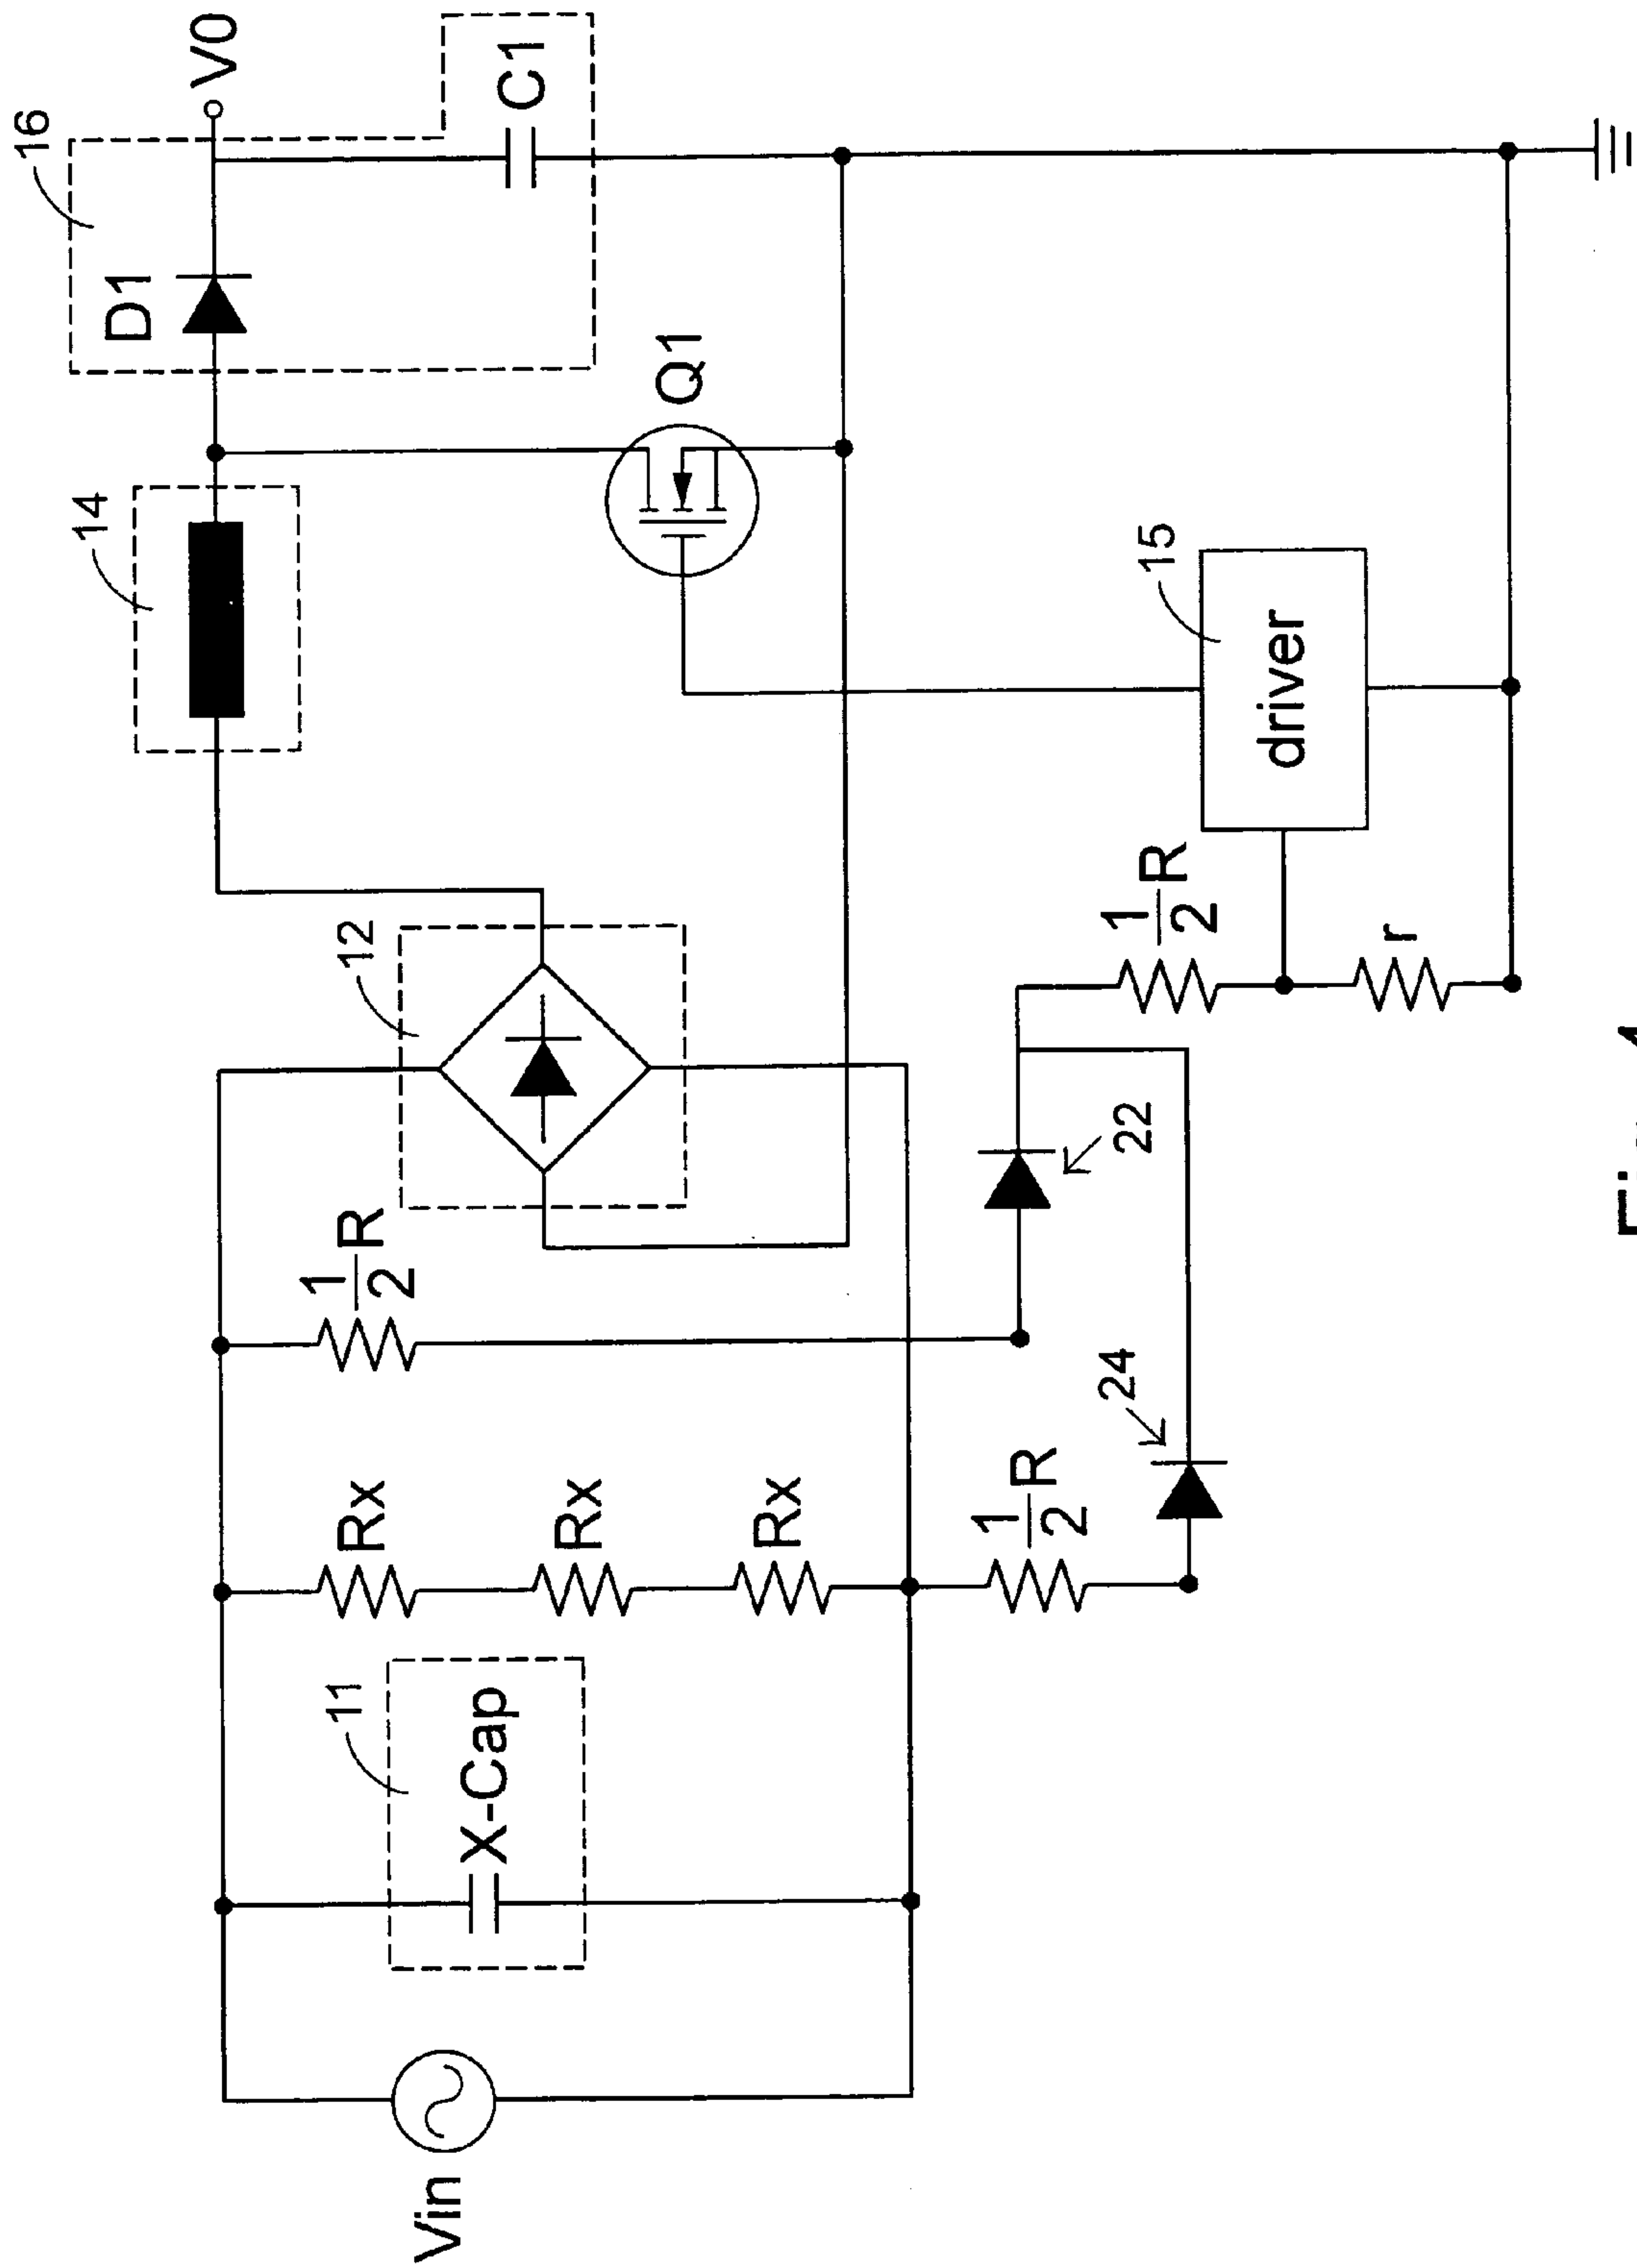 16
V0
C1
D1
14
Q1
12
15
driver
1/2 R
r
1/2 R
22
24
Rx
Rx
Rx
1/2 R
11
X-Cap
Vin